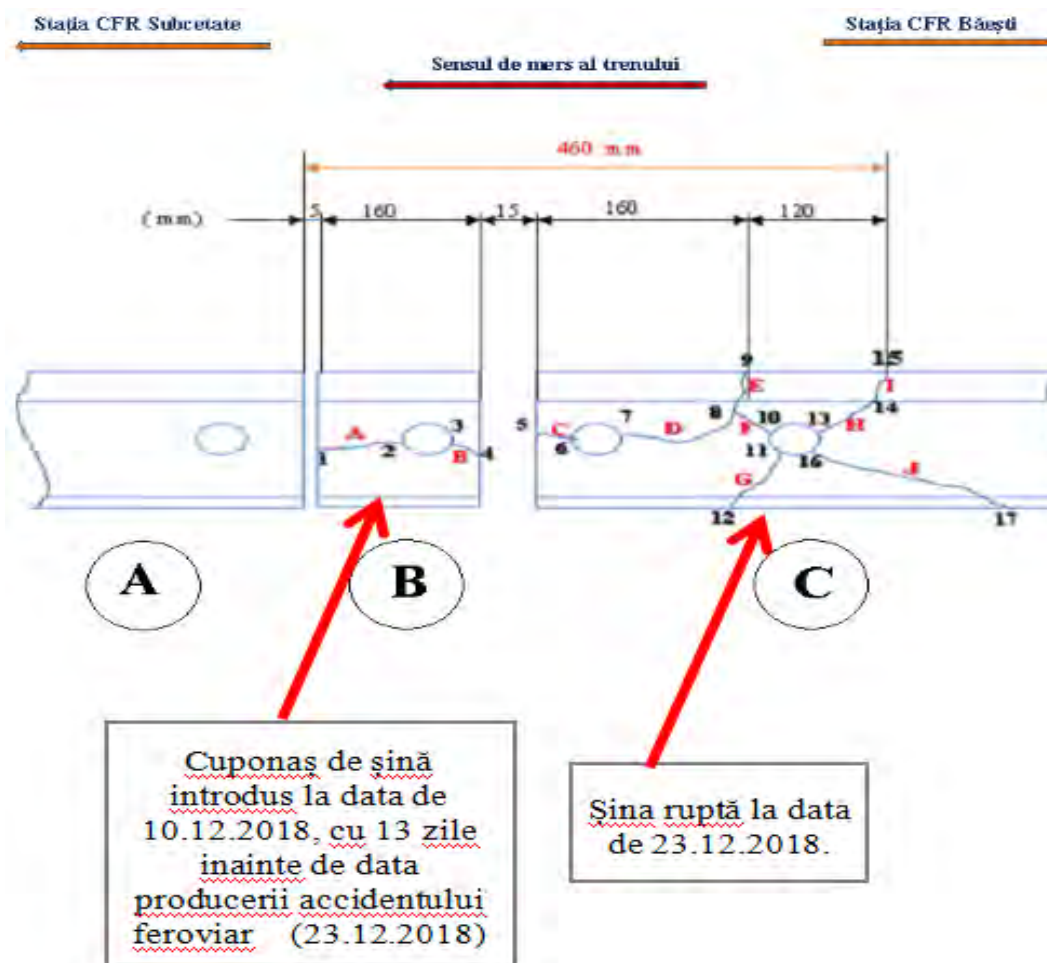 Stația CFR Subcetate
Stația CFR Băești
Sensul de mers al trenului
460 mm
(mm)
5
160
15
160
120
9
15
E
I
5
7
8
10
13
14
3
A
C
D
F
H
1
2
B
4
6
11
16
G
J
12
17
A
B
C
Cuponaș de șină
introdus la data de
10.12.2018, cu 13 zile
inainte de data
producerii accidentului
feroviar (23.12.2018)
Șina ruptă la data
de 23.12.2018.